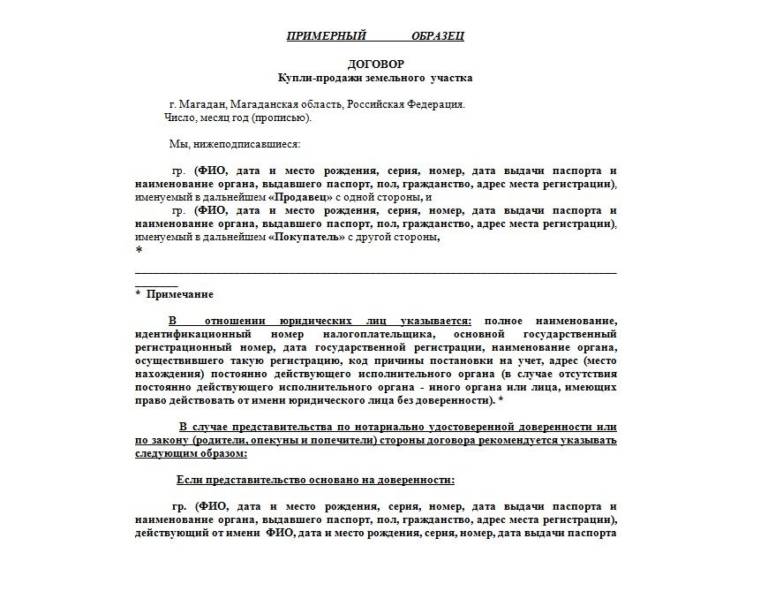 ПРИМЕРНЫЙ ОБРАЗЕЦ
ДОГОВОР
Купли-продажи земельного участка
г. Магадан, Магаданская область, Российская Федерация.
Число, месяц год (прописью).
Мы, нижеподписавшиеся:
гр. (ФИО, дата и место рождения, серия, номер, дата выдачи паспорта и
наименование органа, выдавшего паспорт, пол, гражданство, адрес места регистрации),
именуемый в дальнейшем «Продавец» с одной стороны, и
гр. (ФИО, дата и место рождения, серия, номер, дата выдачи паспорта и
наименование органа, выдавшего паспорт, пол, гражданство, адрес места регистрации),
именуемый в дальнейшем «Покупатель» с другой стороны,
*
* Примечание
В отношении юридических лиц указывается: полное наименование,
идентификационный номер налогоплательщика, основной государственный
регистрационный номер, дата государственной регистрации, наименование органа,
осуществившего такую регистрацию, код причины постановки на учет, адрес (место
нахождения) постоянно действующего исполнительного органа (в случае отсутствия
постоянно действующего исполнительного органа - иного органа или лица, имеющих
право действовать от имени юридического лица без доверенности). *
В случае представительства по нотариально удостоверенной доверенности или
по закону (родители, опекуны и попечители) стороны договора рекомендуется указывать
следующим образом:
Если представительство основано на доверенности:
гр. (ФИО, дата и место рождения, серия, номер, дата выдачи паспорта и
наименование органа, выдавшего паспорт, пол, гражданство, адрес места регистрации),
действующий от имени ФИО, дата и место рождения, серия, номер, дата выдачи паспорта